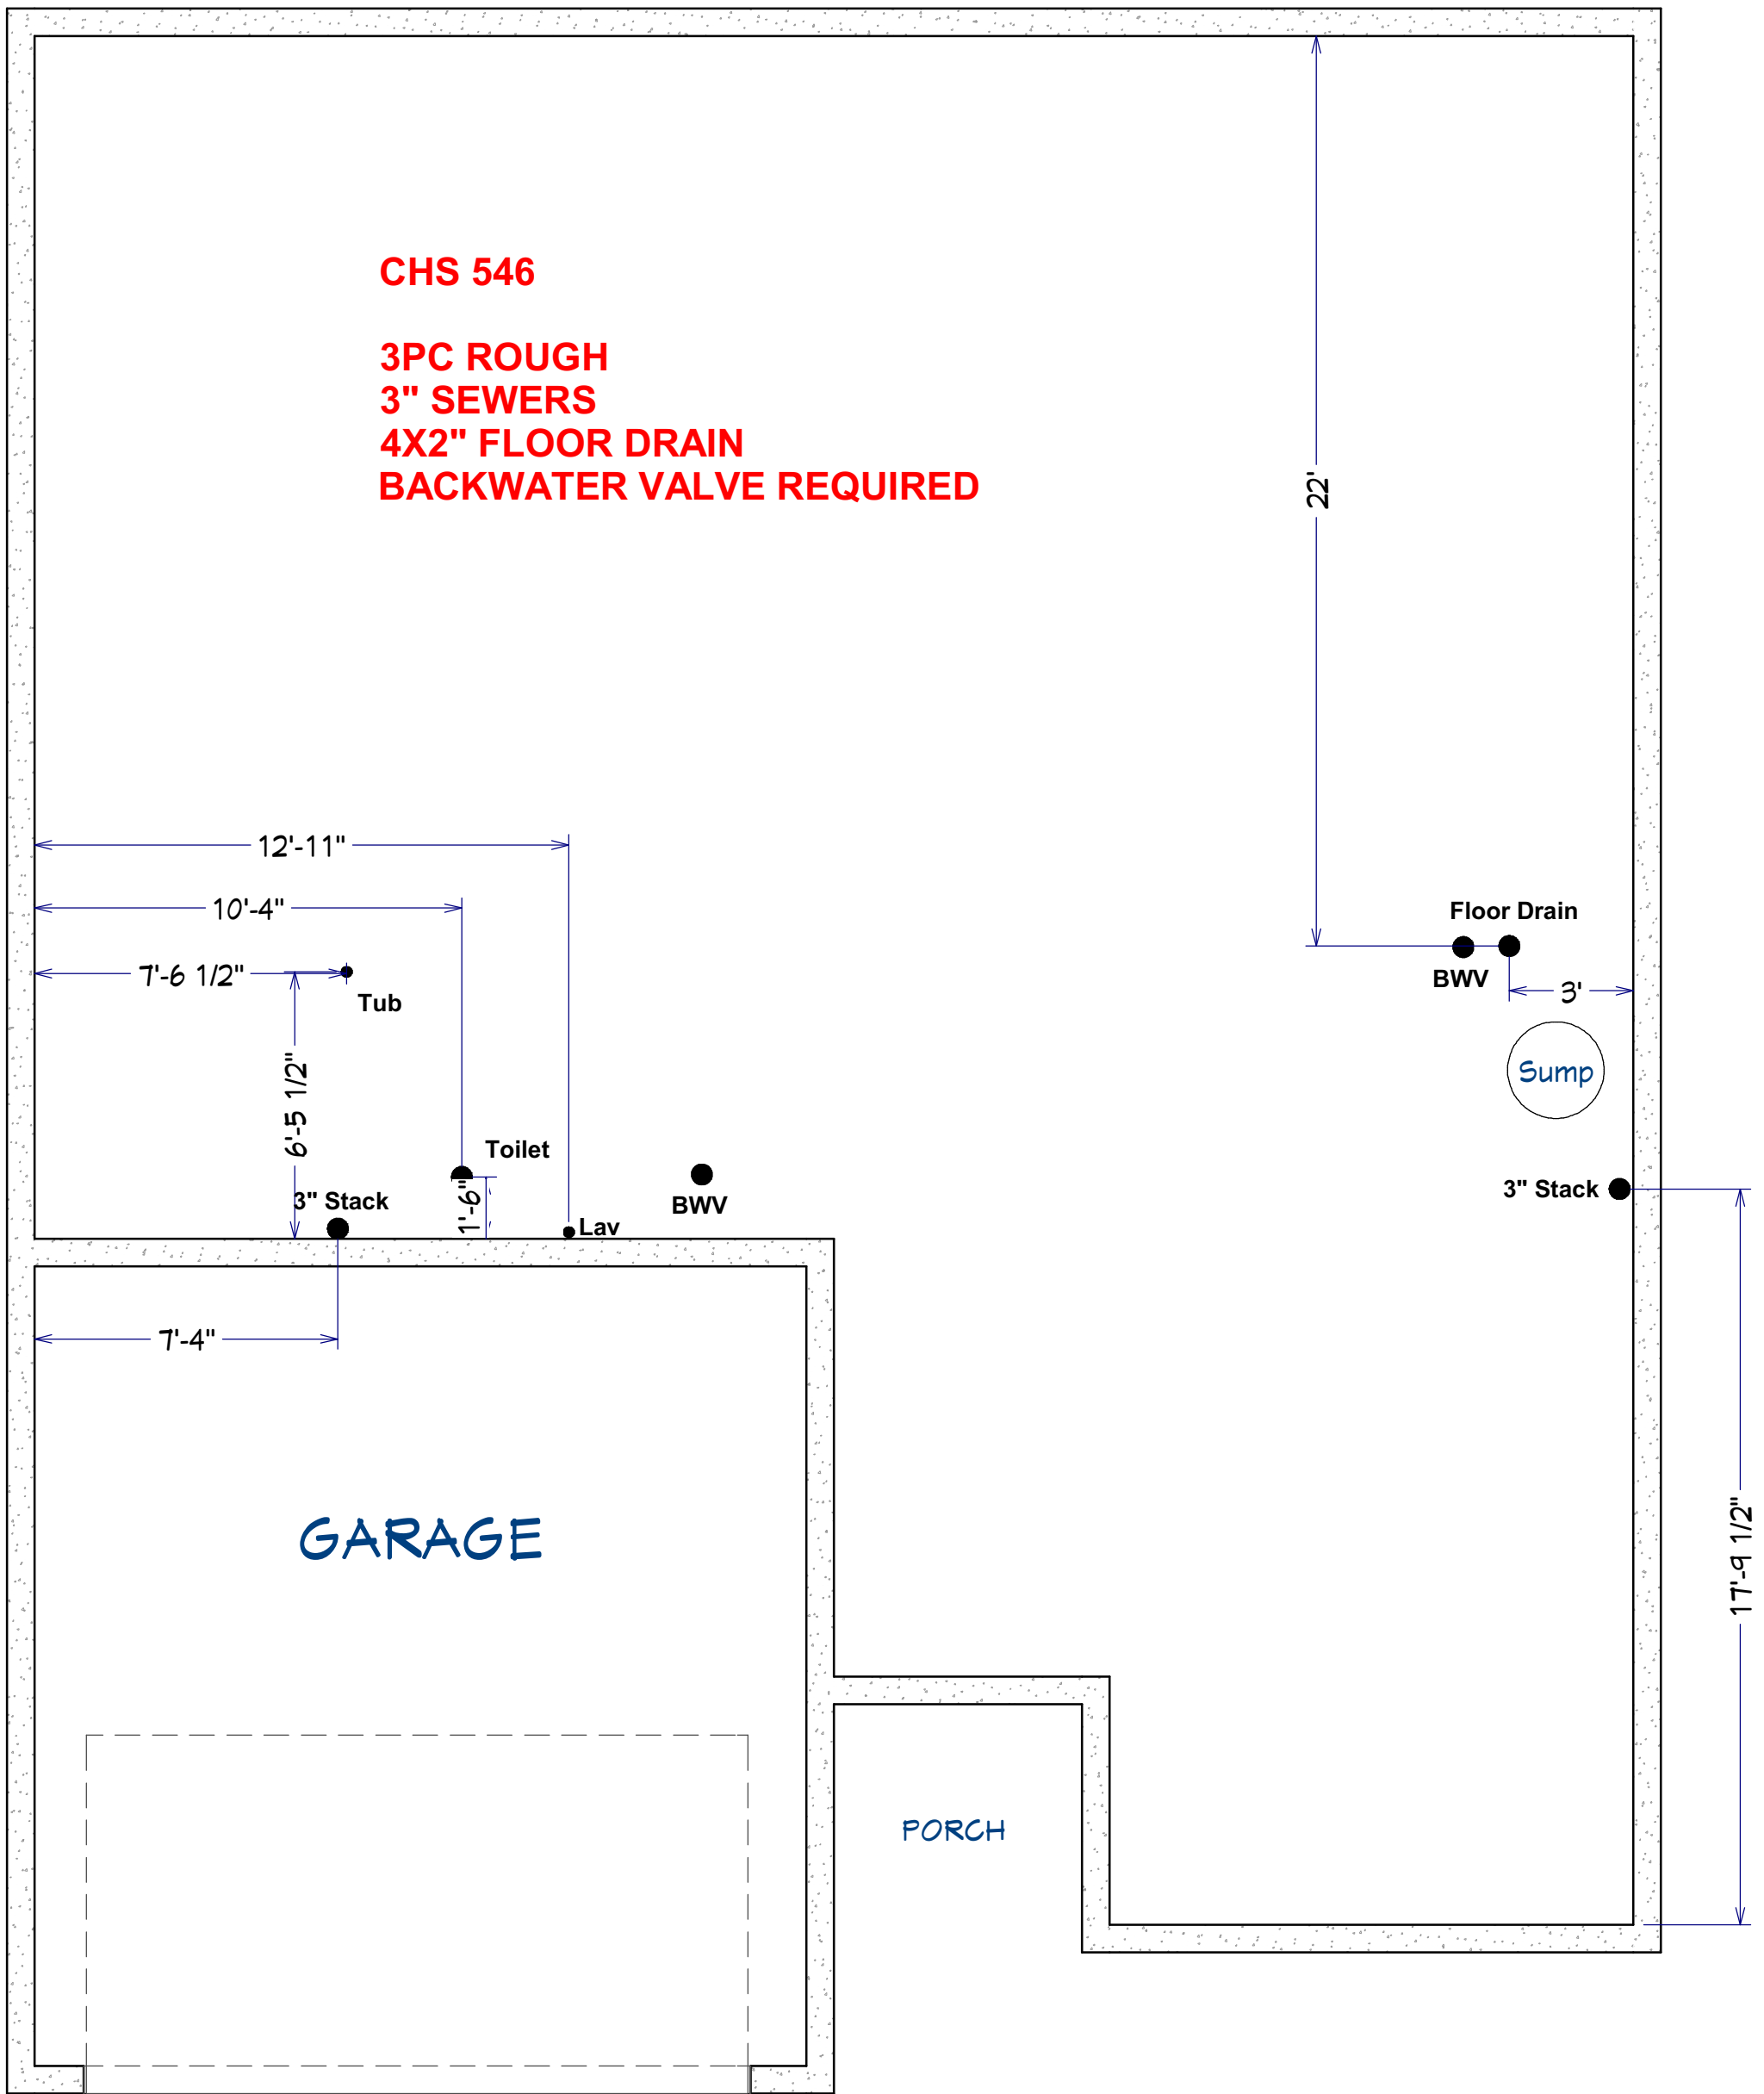 CHS 546
3PC ROUGH
3" SEWERS
4X2" FLOOR DRAIN
BACKWATER VALVE REQUIRED
22'
12'-11"
10'-4"
7'-6 1/2"
Tub
6'-5 1/2"
Floor Drain
BWV
3'
Sump
Toilet
3" Stack
1'-6"
Lav
BWV
3" Stack
7'-4"
GARAGE
17'-9 1/2"
PORCH